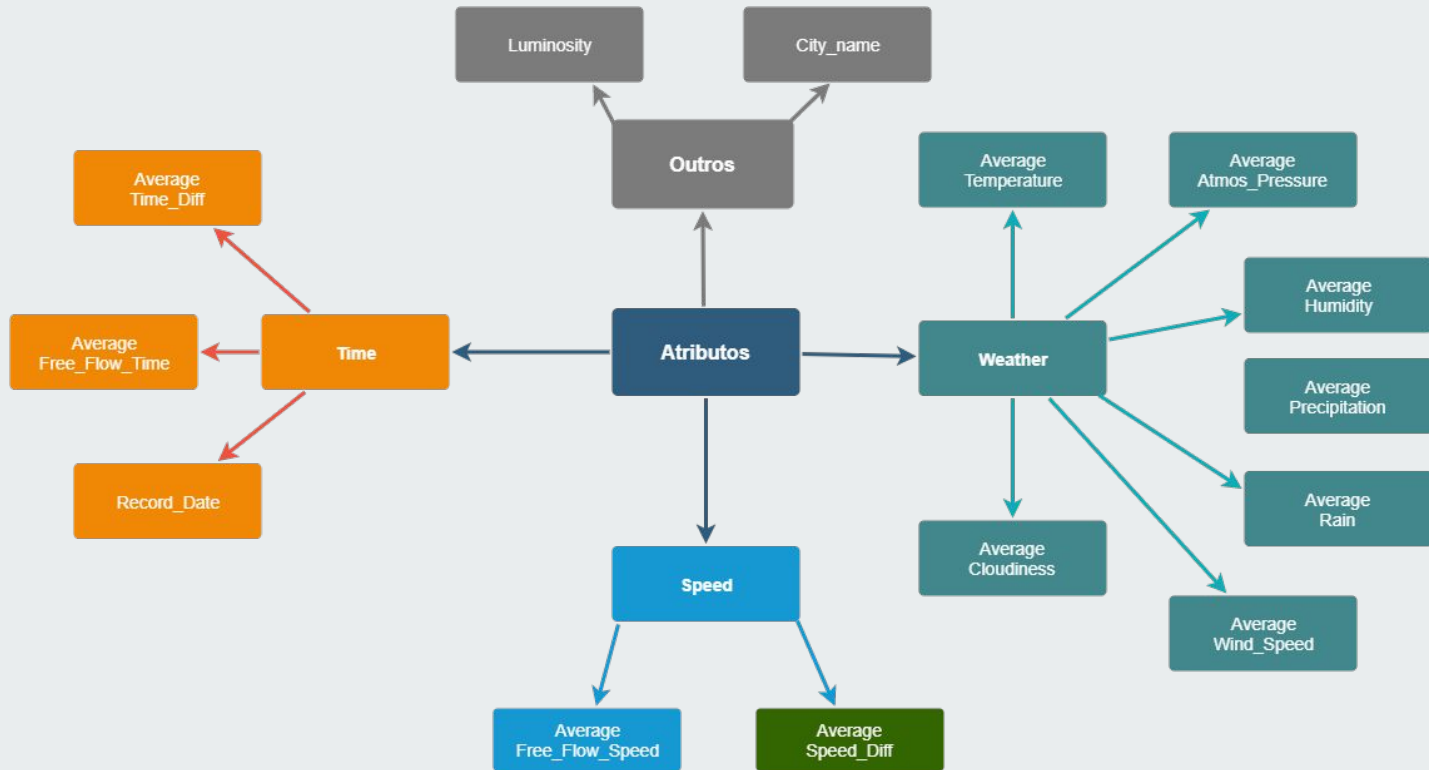 Luminosity
City_name
Outros
Average
Time_Diff
Average
Temperature
Average
Atmos_Pressure
Average
Humidity
Average
Free_Flow_Time
Time
Atributos
Weather
Average
Precipitation
Record_Date
Average
Rain
Average
Cloudiness
Speed
Average
Wind_Speed
Average
Free_Flow_Speed
Average
Speed_Diff